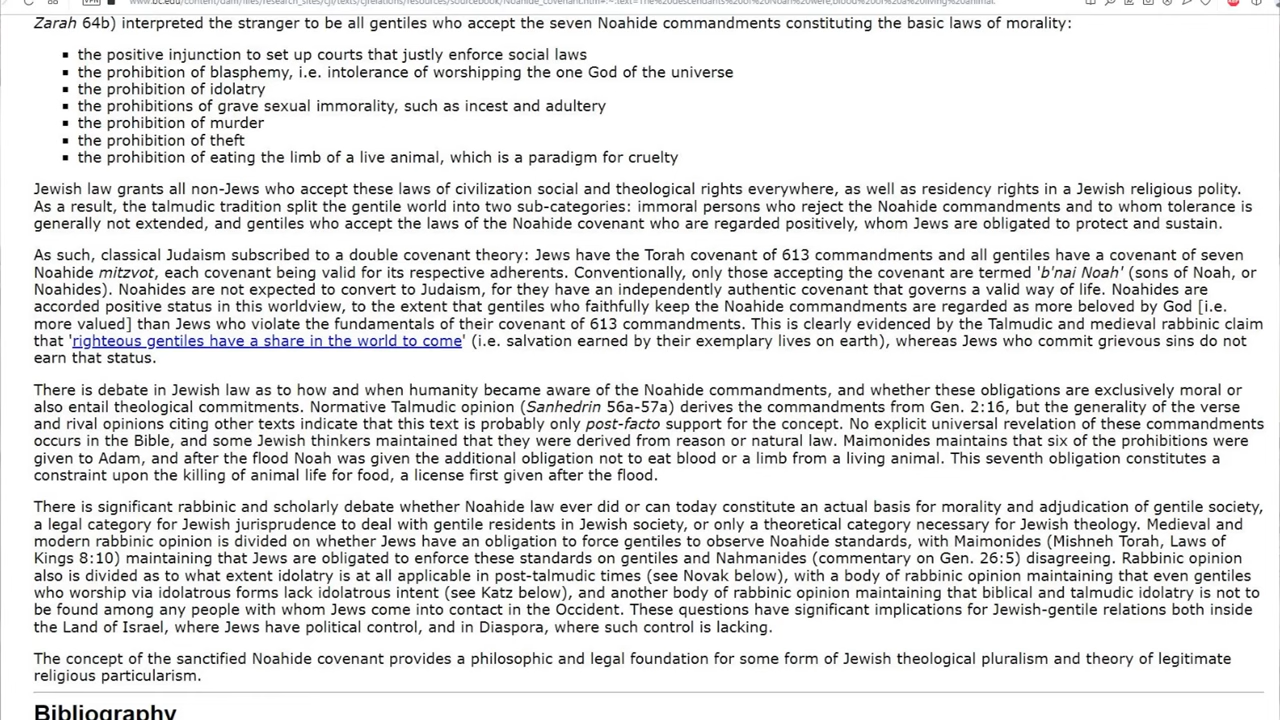 www.bc.edu/content/dam/files/research_sites/cjl/texts/cjrelations/resources/sourcebook/Noahide_covenant.htm
Zarah 64b) interpreted the stranger to be all gentiles who accept the seven Noahide commandments constituting the basic laws of morality:
▪ the positive injunction to set up courts that justly enforce social laws
▪ the prohibition of blasphemy, i.e. intolerance of worshipping the one God of the universe
▪ the prohibition of idolatry
▪ the prohibitions of grave sexual immorality, such as incest and adultery
▪ the prohibition of murder
▪ the prohibition of theft
▪ the prohibition of eating the limb of a live animal, which is a paradigm for cruelty
Jewish law grants all non-Jews who accept these laws of civilization social and theological rights everywhere, as well as residency rights in a Jewish religious polity.
As a result, the talmudic tradition split the gentile world into two sub-categories: immoral persons who reject the Noahide commandments and to whom tolerance is
generally not extended, and gentiles who accept the laws of the Noahide covenant who are regarded positively, whom Jews are obligated to protect and sustain.
As such, classical Judaism subscribed to a double covenant theory: Jews have the Torah covenant of 613 commandments and all gentiles have a covenant of seven
Noahide mitzvot, each covenant being valid for its respective adherents. Conventionally, only those accepting the covenant are termed 'b'nai Noah' (sons of Noah, or
Noahides). Noahides are not expected to convert to Judaism, for they have an independently authentic covenant that governs a valid way of life. Noahides are
accorded positive status in this worldview, to the extent that gentiles who faithfully keep the Noahide commandments are regarded as more beloved by God [i.e.
more valued] than Jews who violate the fundamentals of their covenant of 613 commandments. This is clearly evidenced by the Talmudic and medieval rabbinic claim
that 'righteous gentiles have a share in the world to come' (i.e. salvation earned by their exemplary lives on earth), whereas Jews who commit grievous sins do not
earn that status.
There is debate in Jewish law as to how and when humanity became aware of the Noahide commandments, and whether these obligations are exclusively moral or
also entail theological commitments. Normative Talmudic opinion (Sanhedrin 56a-57a) derives the commandments from Gen. 2:16, but the generality of the verse
and rival opinions citing other texts indicate that this text is probably only post-facto support for the concept. No explicit universal revelation of these commandments
occurs in the Bible, and some Jewish thinkers maintained that they were derived from reason or natural law. Maimonides maintains that six of the prohibitions were
given to Adam, and after the flood Noah was given the additional obligation not to eat blood or a limb from a living animal. This seventh obligation constitutes a
constraint upon the killing of animal life for food, a license first given after the flood.
There is significant rabbinic and scholarly debate whether Noahide law ever did or can today constitute an actual basis for morality and adjudication of gentile society,
a legal category for Jewish jurisprudence to deal with gentile residents in Jewish society, or only a theoretical category necessary for Jewish theology. Medieval and
modern rabbinic opinion is divided on whether Jews have an obligation to force gentiles to observe Noahide standards, with Maimonides (Mishneh Torah, Laws of
Kings 8:10) maintaining that Jews are obligated to enforce these standards on gentiles and Nahmanides (commentary on Gen. 26:5) disagreeing. Rabbinic opinion
also is divided as to what extent idolatry is at all applicable in post-talmudic times (see Novak below), with a body of rabbinic opinion maintaining that even gentiles
who worship via idolatrous forms lack idolatrous intent (see Katz below), and another body of rabbinic opinion maintaining that biblical and talmudic idolatry is not to
be found among any people with whom Jews come into contact in the Occident. These questions have significant implications for Jewish-gentile relations both inside
the Land of Israel, where Jews have political control, and in Diaspora, where such control is lacking.
The concept of the sanctified Noahide covenant provides a philosophic and legal foundation for some form of Jewish theological pluralism and theory of legitimate
religious particularism.
Bibliography